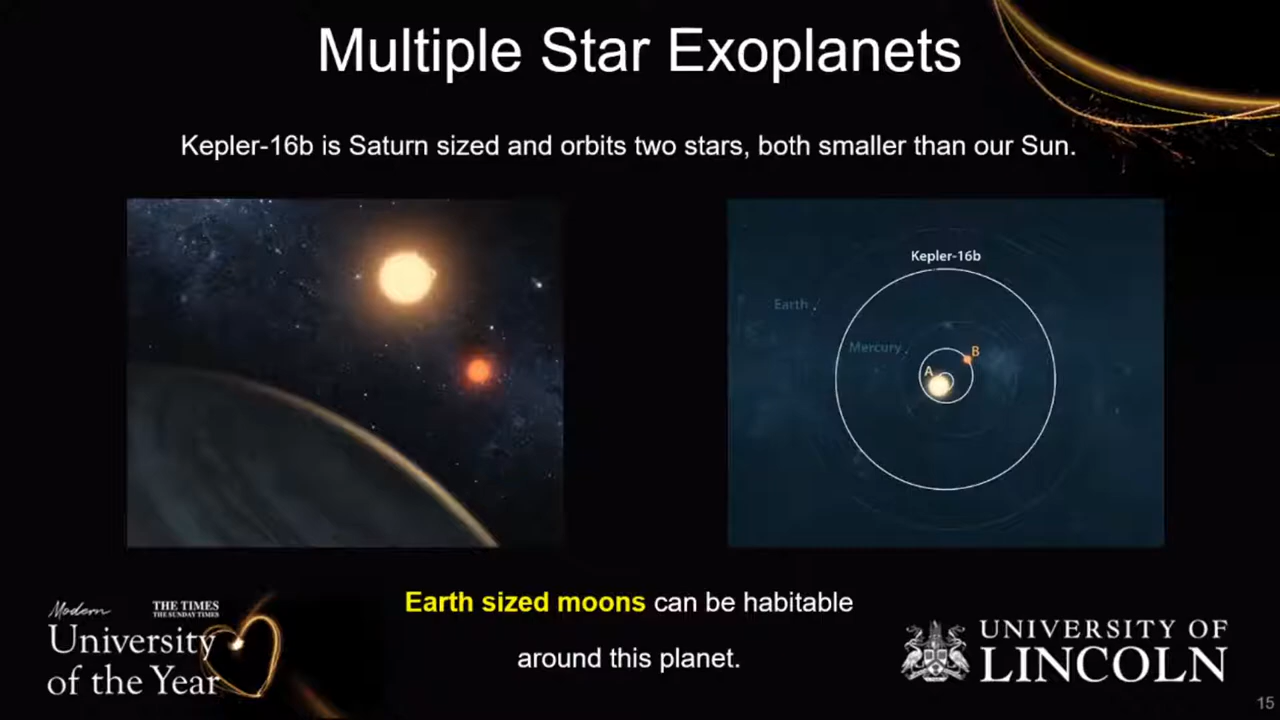 Multiple Star Exoplanets
Kepler-16b is Saturn sized and orbits two stars, both smaller than our Sun.
Kepler-16b
Earth
Mercury
B
A
Earth sized moons can be habitable
around this planet.
Modern
THE TIMES
THE SUNDAY TIMES
University
of the Year
UNIVERSITY OF
LINCOLN
15